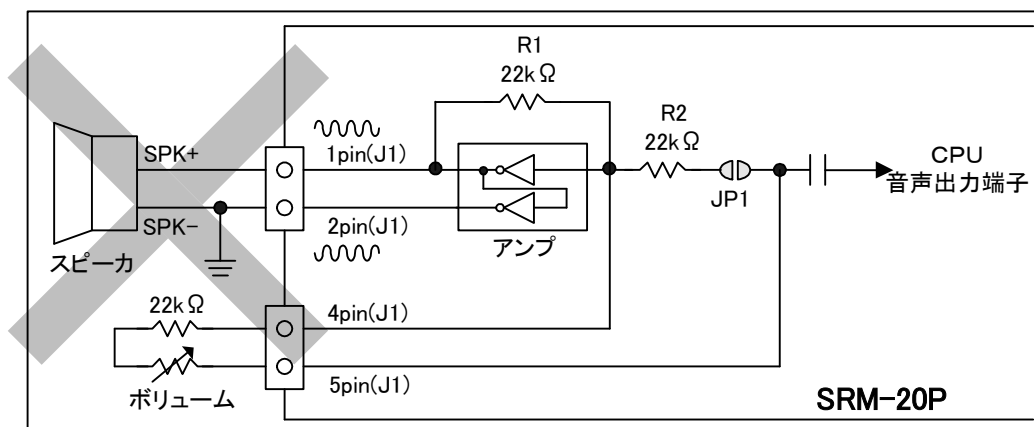 R1
22kΩ
R2
22kΩ
SPK+
1pin(J1)
CPU
音声出力端子
JP1
SPK-
2pin(J1)
アンプ
スピーカ
22kΩ
4pin(J1)
5pin(J1)
ボリューム
SRM-20P